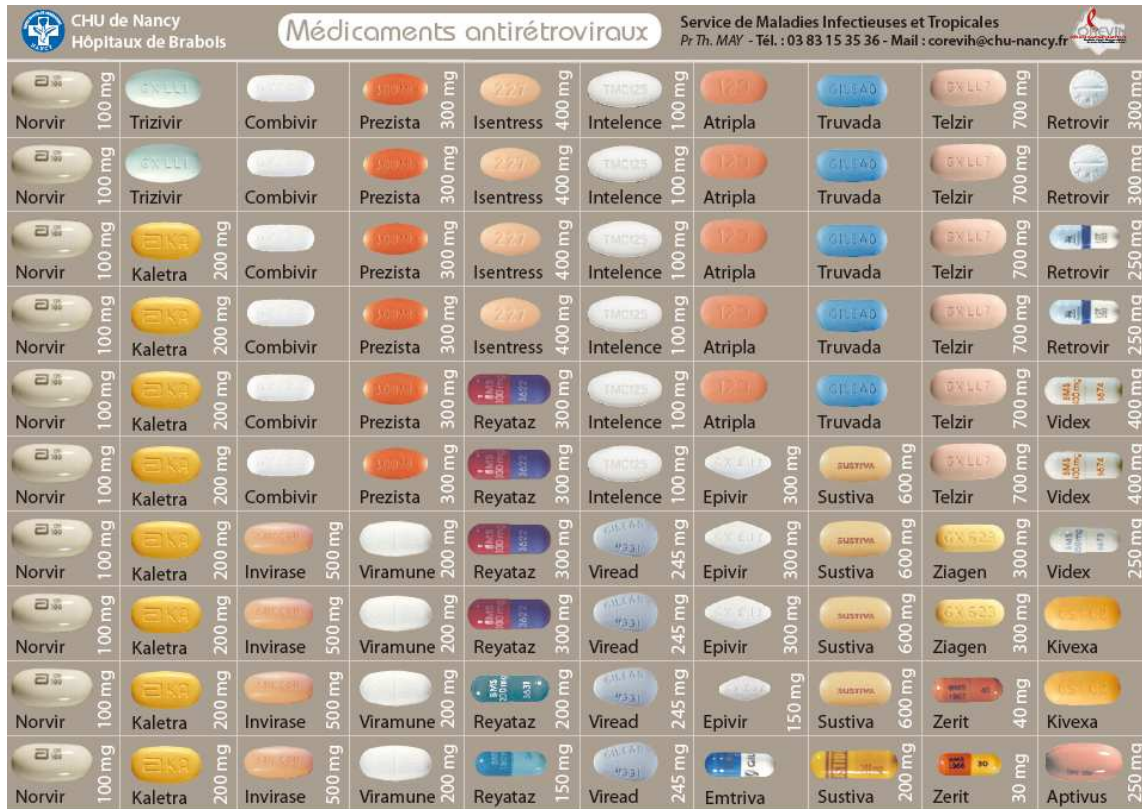 CHU de Nancy
Hôpitaux de Brabois
Médicaments antirétroviraux
Service de Maladies Infectieuses et Tropicales
Pr Th. MAY - Tél. : 03 83 15 35 36 - Mail : corevih@chu-nancy.fr
COREVIH
Norvir 100 mg Trizivir Combivir Prezista 300 mg Isentress 400 mg Intelence 100 mg Atripla Truvada Telzir 700 mg Retrovir 300 mg
Norvir 100 mg Trizivir Combivir Prezista 300 mg Isentress 400 mg Intelence 100 mg Atripla Truvada Telzir 700 mg Retrovir 300 mg
Norvir 100 mg Kaletra 200 mg Combivir Prezista 300 mg Isentress 400 mg Intelence 100 mg Atripla Truvada Telzir 700 mg Retrovir 250 mg
Norvir 100 mg Kaletra 200 mg Combivir Prezista 300 mg Isentress 400 mg Intelence 100 mg Atripla Truvada Telzir 700 mg Retrovir 250 mg
Norvir 100 mg Kaletra 200 mg Combivir Prezista 300 mg Reyataz 300 mg Intelence 100 mg Atripla Truvada Telzir 700 mg Videx 400 mg
Norvir 100 mg Kaletra 200 mg Combivir Prezista 300 mg Reyataz 300 mg Intelence 100 mg Epivir 300 mg Sustiva 600 mg Telzir 700 mg Videx 400 mg
Norvir 100 mg Kaletra 200 mg Invirase 500 mg Viramune 200 mg Reyataz 300 mg Viread 245 mg Epivir 300 mg Sustiva 600 mg Ziagen 300 mg Videx 250 mg
Norvir 100 mg Kaletra 200 mg Invirase 500 mg Viramune 200 mg Reyataz 300 mg Viread 245 mg Epivir 300 mg Sustiva 600 mg Ziagen 300 mg Kivexa
Norvir 100 mg Kaletra 200 mg Invirase 500 mg Viramune 200 mg Reyataz 200 mg Viread 245 mg Epivir 150 mg Sustiva 600 mg Zerit 40 mg Kivexa
Norvir 100 mg Kaletra 200 mg Invirase 500 mg Viramune 200 mg Reyataz 150 mg Viread 245 mg Emtriva Sustiva 200 mg Zerit 30 mg Aptivus 250 mg